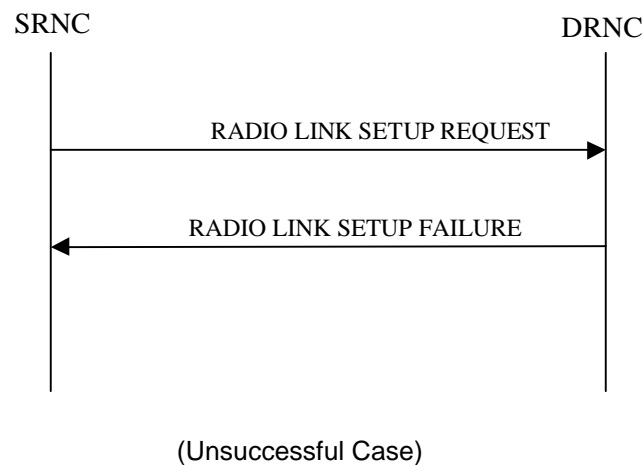 SRNC
DRNC
RADIO LINK SETUP REQUEST
RADIO LINK SETUP FAILURE
(Unsuccessful Case)